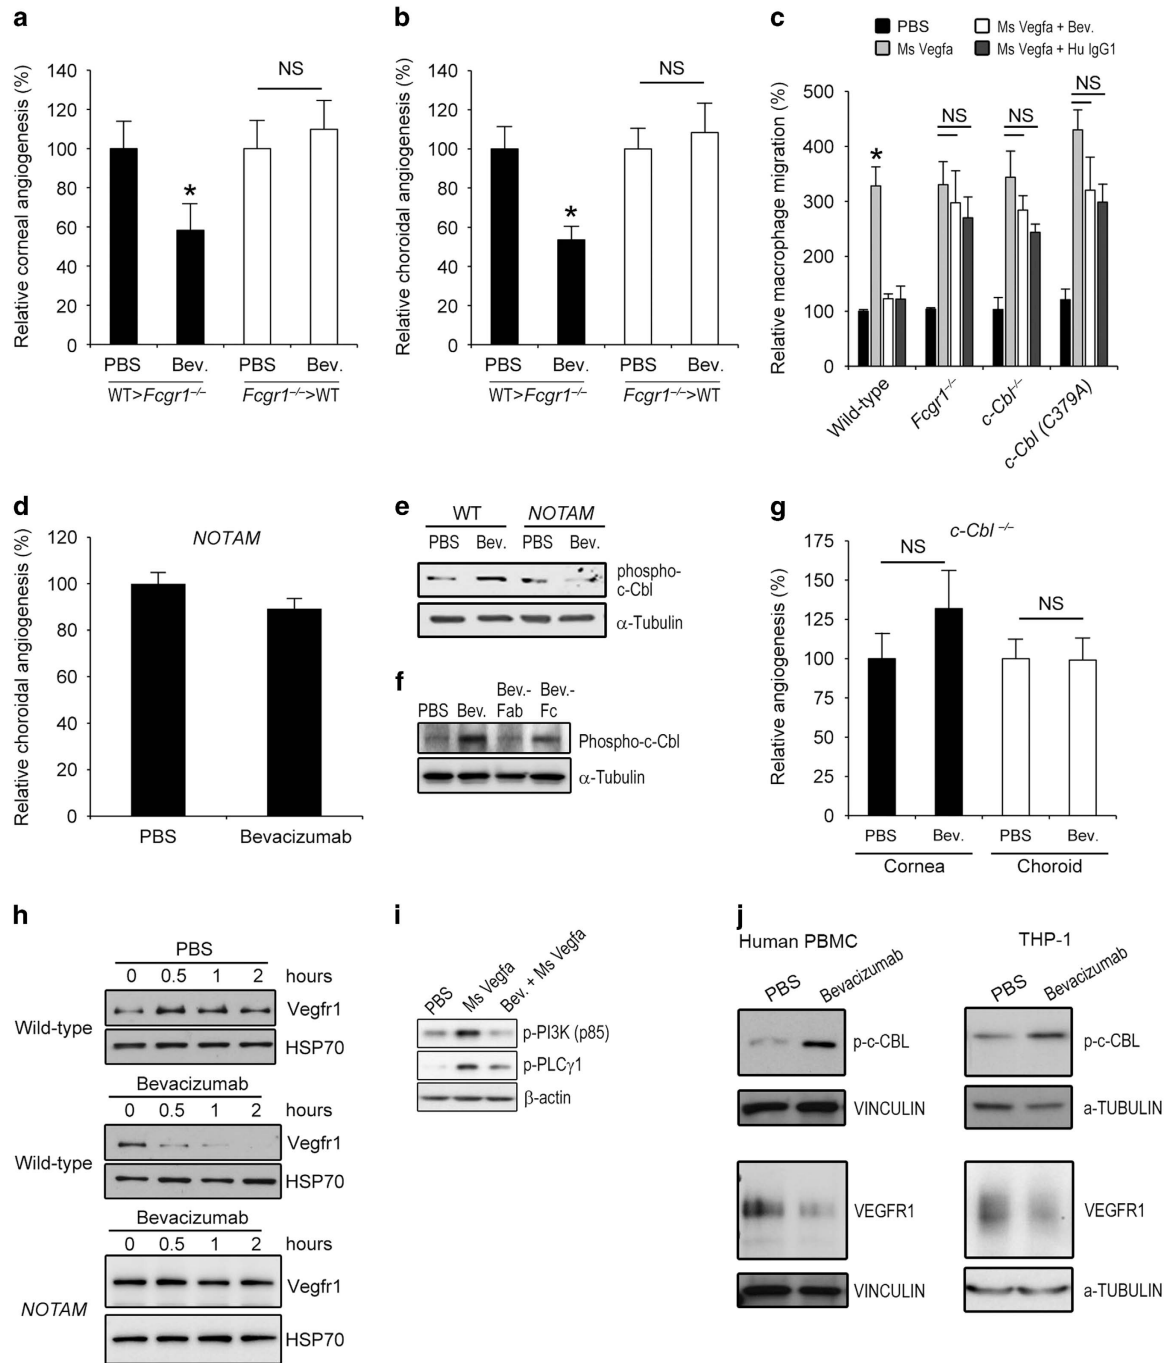 a
Relative corneal angiogenesis (%)
140
120
100
80
60
40
20
0
*
NS
PBS Bev. PBS Bev.
WT>Fcgr1–/– Fcgr1–/–>WT
b
Relative choroidal angiogenesis (%)
140
120
100
80
60
40
20
0
*
NS
PBS Bev. PBS Bev.
WT>Fcgr1–/– Fcgr1–/–>WT
c
PBS Ms Vegfa + Bev.
Ms Vegfa Ms Vegfa + Hu IgG1
Relative macrophage migration (%)
500
400
300
200
100
0
*
NS
NS
NS
Wild-type
Fcgr1–/–
c-Cbl–/–
c-Cbl (C379A)
d
Relative choroidal angiogenesis (%)
NOTAM
120
100
80
60
40
20
0
PBS Bevacizumab
e
WT NOTAM
PBS Bev. PBS Bev.
phospho-
c-Cbl
α-Tubulin
f
Bev.- Bev.-
PBS Bev. Fab Fc
Phospho-c-Cbl
α-Tubulin
g
Relative angiogenesis (%)
c-Cbl –/–
175
150
125
100
75
50
25
0
NS
NS
PBS Bev. PBS Bev.
Cornea Choroid
h
PBS
0 0.5 1 2 hours
Wild-type
Vegfr1
HSP70
Bevacizumab
0 0.5 1 2 hours
Wild-type
Vegfr1
HSP70
Bevacizumab
0 0.5 1 2 hours
NOTAM
Vegfr1
HSP70
i
PBS
Ms Vegfa
Bev. + Ms Vegfa
p-PI3K (p85)
p-PLCγ1
β-actin
j
Human PBMC
PBS
Bevacizumab
p-c-CBL
VINCULIN
VEGFR1
VINCULIN
THP-1
PBS
Bevacizumab
p-c-CBL
a-TUBULIN
VEGFR1
a-TUBULIN